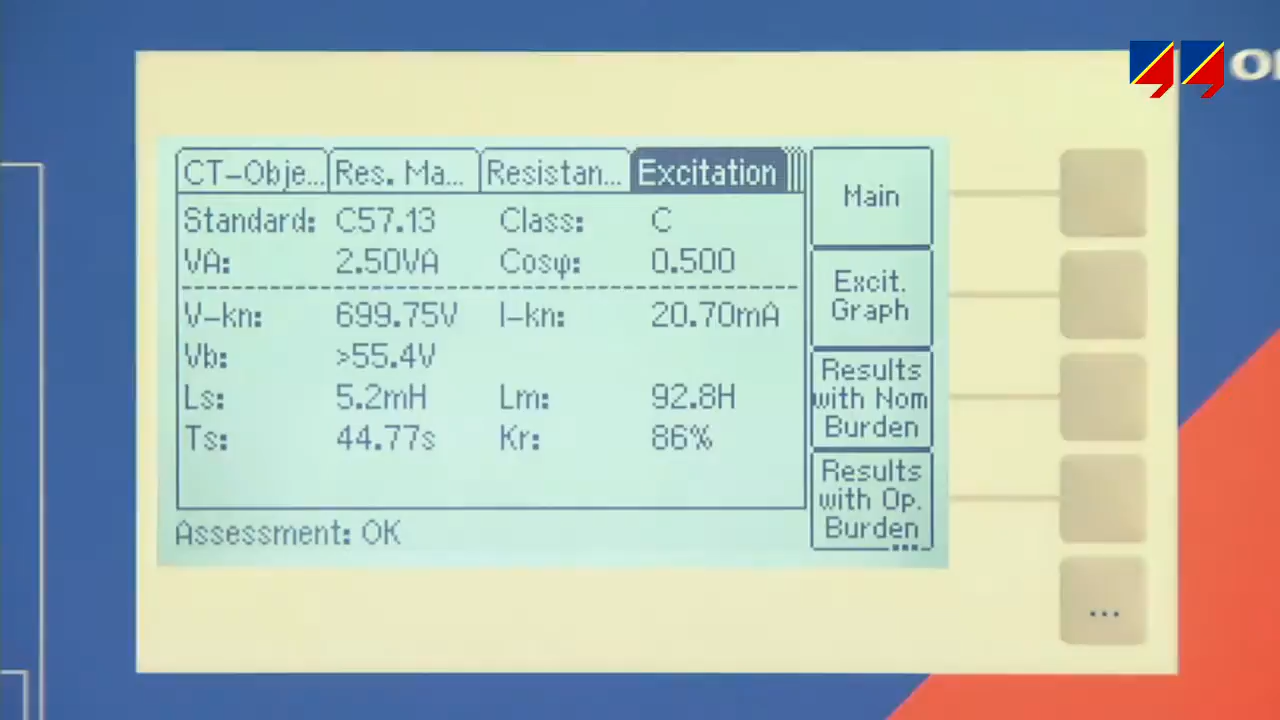 CT-Obje... Res. Ma... Resistan... Excitation
Standard: C57.13 Class: C
VA: 2.50VA Cosφ: 0.500
V-kn: 699.75V I-kn: 20.70mA
Vb: >55.4V
Ls: 5.2mH Lm: 92.8H
Ts: 44.77s Kr: 86%
Assessment: OK
Main
Excit.
Graph
Results
with Nom
Burden
Results
with Op.
Burden
...